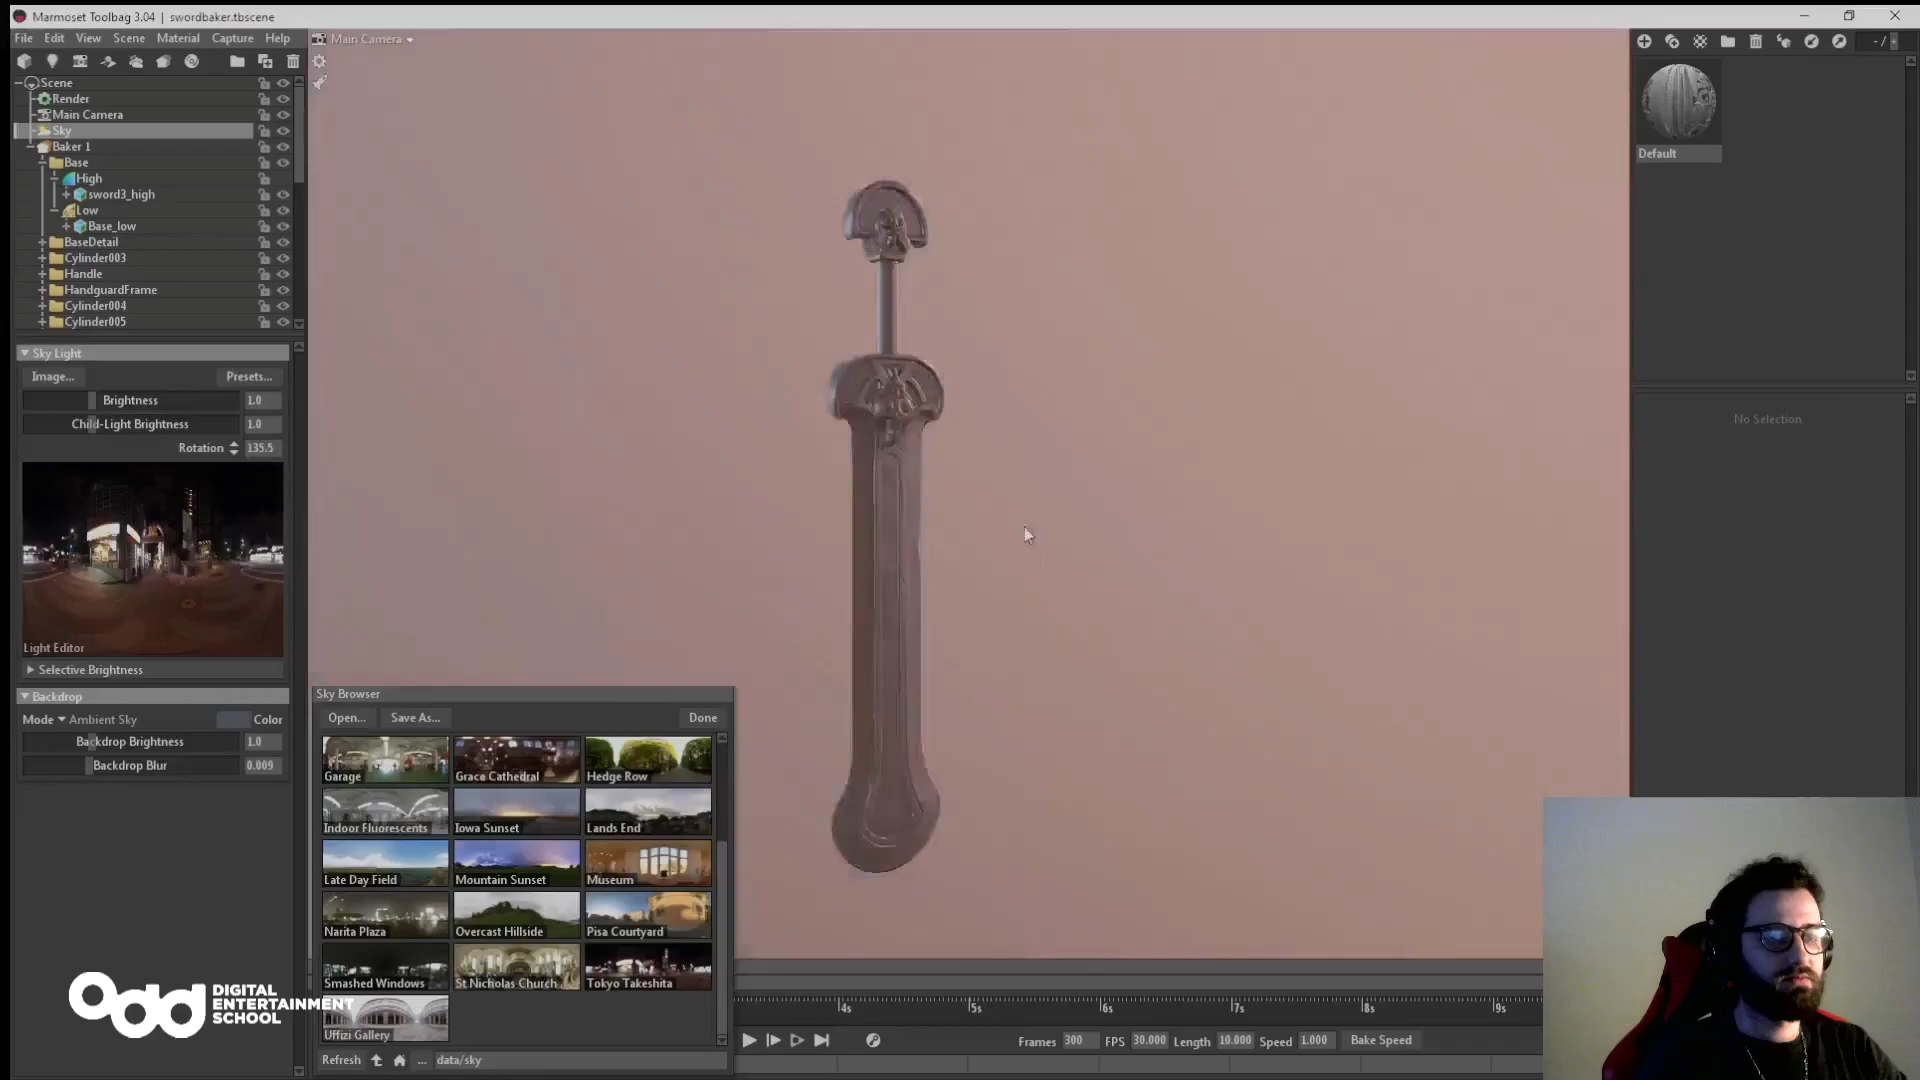 Marmoset Toolbag 3.04 | swordbaker.tbscene
File Edit View Scene Material Capture Help
Main Camera
Scene
Render
Main Camera
Sky
Baker 1
Base
High
sword3_high
Low
Base_low
BaseDetail
Cylinder003
Handle
HandguardFrame
Cylinder004
Cylinder005
Sky Light
Image... Presets...
Brightness 1.0
Child-Light Brightness 1.0
Rotation 135.5
Light Editor
Selective Brightness
Backdrop
Mode Ambient Sky Color
Backdrop Brightness 1.0
Backdrop Blur 0.009
Sky Browser
Open... Save As... Done
Garage Grace Cathedral Hedge Row
Indoor Fluorescents Iowa Sunset Lands End
Late Day Field Mountain Sunset Museum
Narita Plaza Overcast Hillside Pisa Courtyard
Smashed Windows St Nicholas Church Tokyo Takeshita
Uffizi Gallery
Refresh ... data/sky
4s 5s 6s 7s 8s 9s
Frames 300 FPS 30.000 Length 10.000 Speed 1.000 Bake Speed
- / +
Default
No Selection
odd DIGITAL
ENTERTAINMENT
SCHOOL